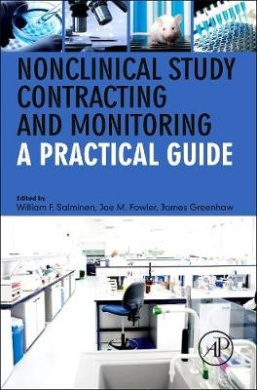 NONCLINICAL STUDY
CONTRACTING
AND MONITORING
A PRACTICAL GUIDE
Edited by
William F. Salminen, Joe M. Fowler, James Greenhaw
AP